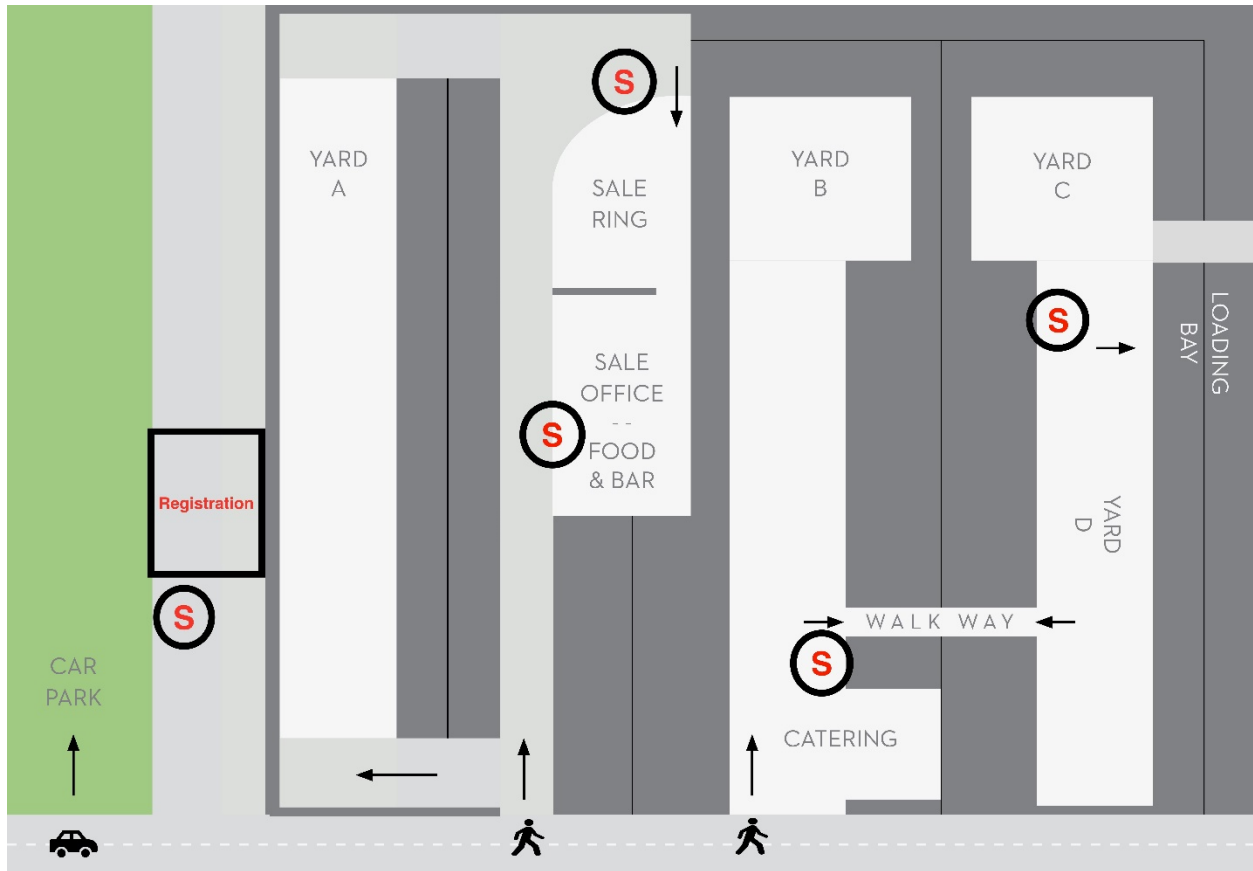 S
YARD
A
SALE
RING
YARD
B
YARD
C
S
LOADING
BAY
SALE
OFFICE
--
FOOD
& BAR
S
Registration
YARD
D
S
WALK WAY
S
CAR
PARK
CATERING